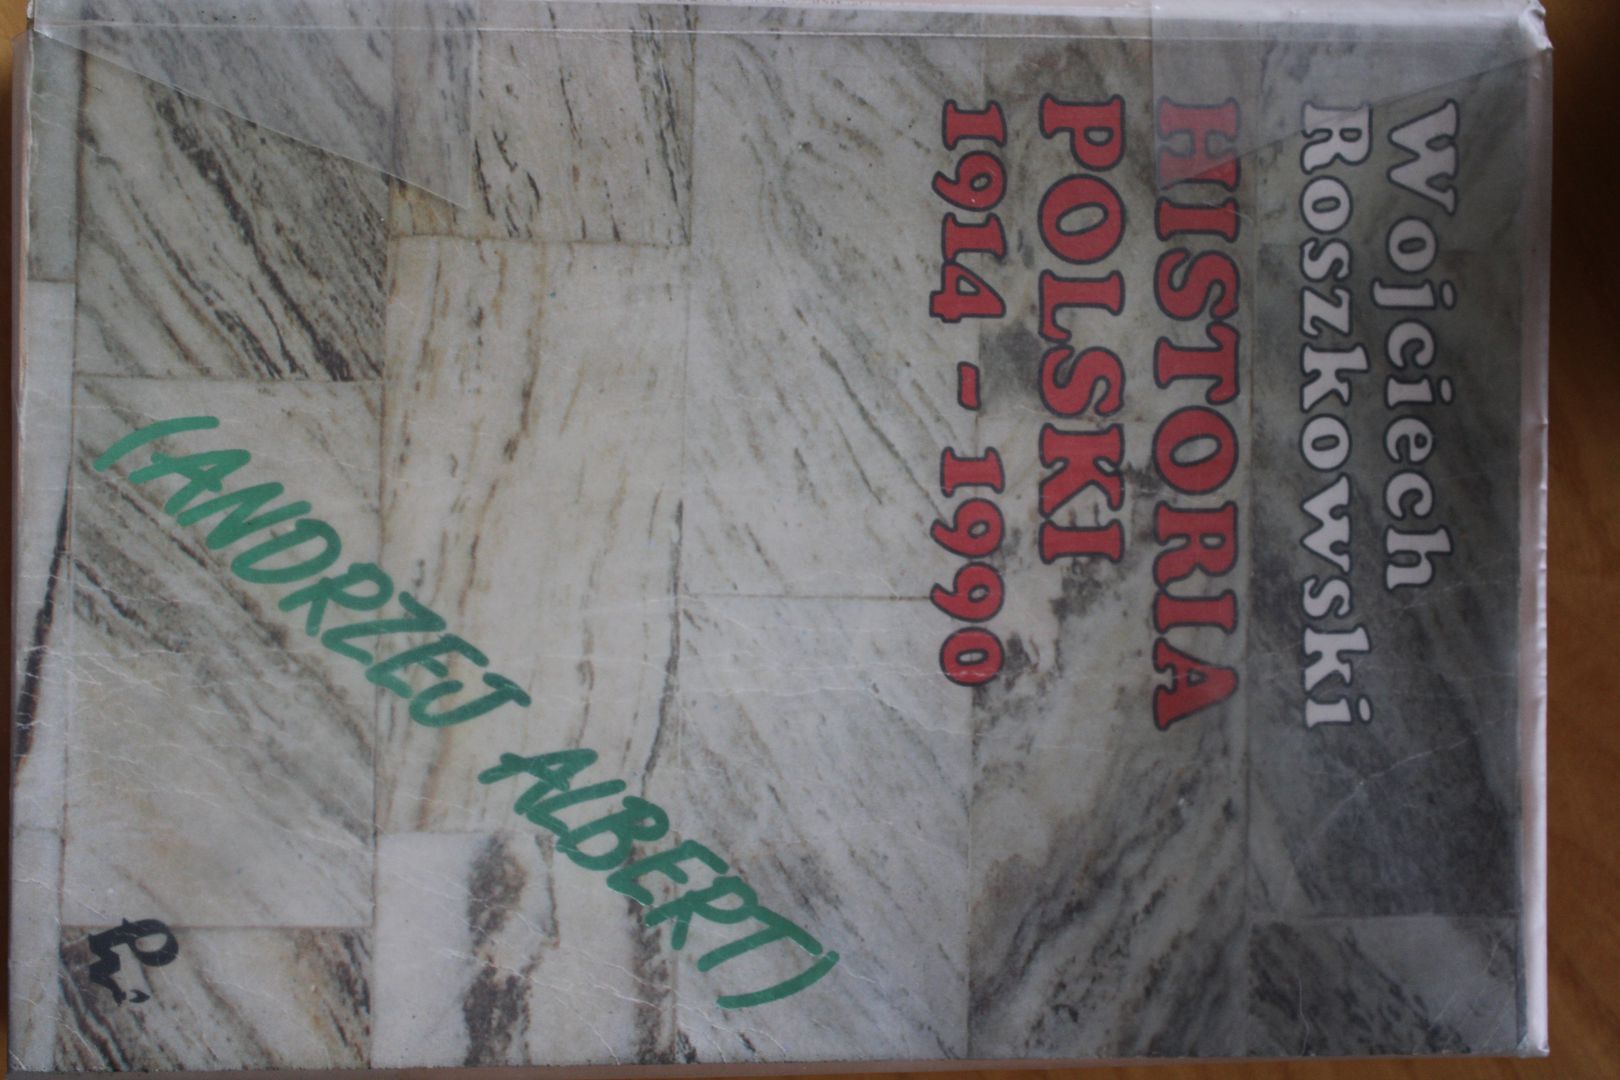 Wojciech
Roszkowski
HISTORIA
POLSKI
1914 - 1990
(ANDRZEJ ALBERT)